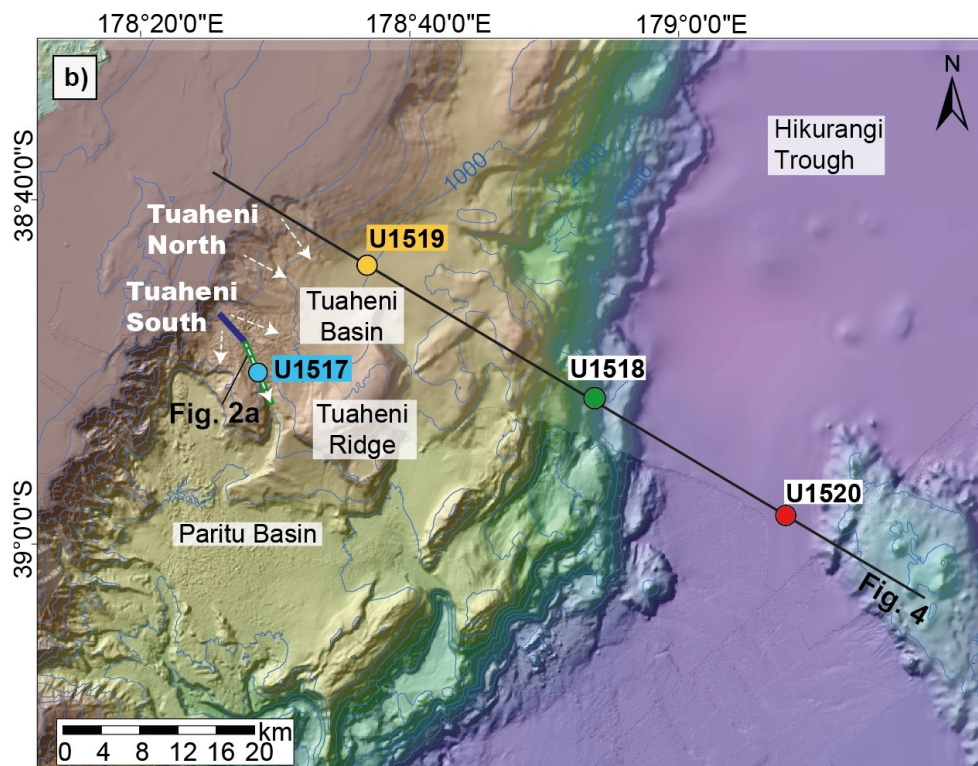 178°20'0"E
178°40'0"E
179°0'0"E
b)
N
Hikurangi
Trough
38°40'0"S
1000
2000
3000
Tuaheni
North
U1519
Tuaheni
South
Tuaheni
Basin
U1517
U1518
Fig. 2a
Tuaheni
Ridge
U1520
39°0'0"S
Paritu Basin
Fig. 4
km
0 4 8 12 16 20